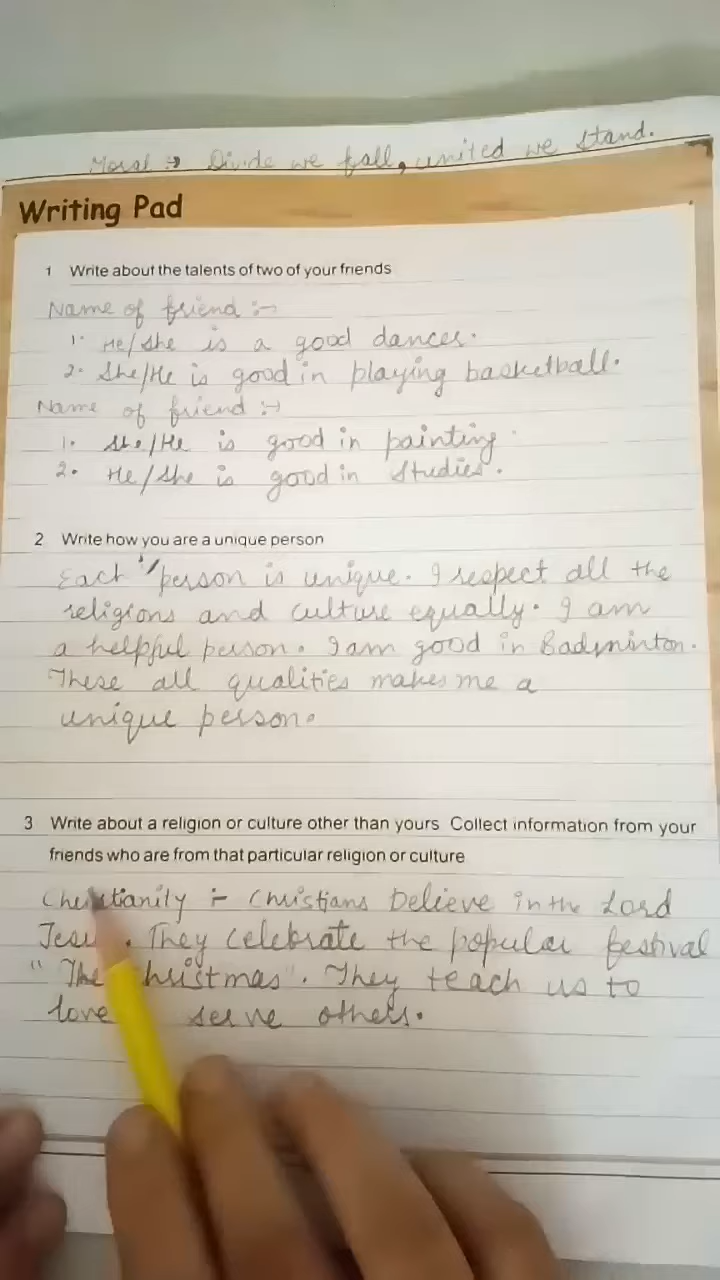 Moral :→ Divide we fall, united we stand.
Writing Pad
1 Write about the talents of two of your friends
Name of friend :-
1. He/She is a good dancer.
2. She/He is good in playing basketball.
Name of friend :-
1. She/He is good in painting.
2. He/She is good in Studies.
2 Write how you are a unique person
Each person is unique. I respect all the
religions and culture equally. I am
a helpful person. I am good in Badminton.
These all qualities makes me a
unique person.
3 Write about a religion or culture other than yours Collect information from your
friends who are from that particular religion or culture
Christianity :- Christians believe in the Lord
Jesus. They celebrate the popular festival
"The Christmas". They teach us to
love serve others.